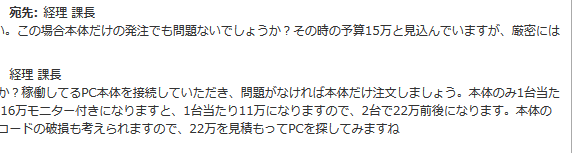 宛先: 経理 課長
い。この場合本体だけの発注でも問題ないでしょうか？その時の予算15万と見込んでいますが、厳密には
経理 課長
か？稼働してるPC本体を接続していただき、問題がなければ本体だけ注文しましょう。本体のみ1台当た
16万モニター付きになりますと、1台当たり11万になりますので、2台で22万前後になります。本体の
コードの破損も考えられますので、22万を見積もってPCを探してみますね